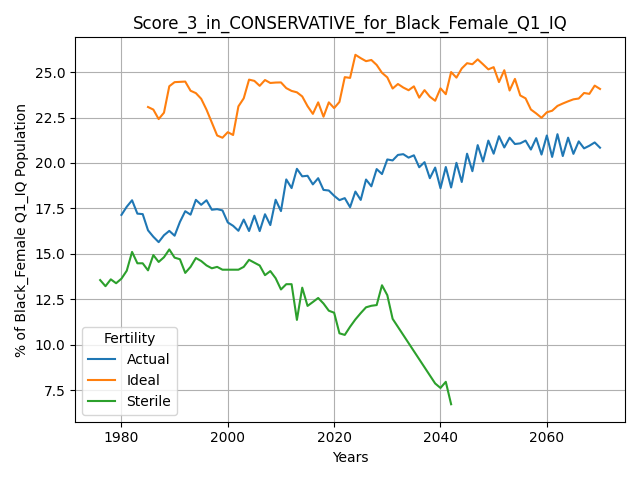 Score_3_in_CONSERVATIVE_for_Black_Female_Q1_IQ
% of Black_Female Q1_IQ Population
25.0
22.5
20.0
17.5
15.0
12.5
10.0
7.5
Fertility
Actual
Ideal
Sterile
1980
2000
2020
2040
2060
Years